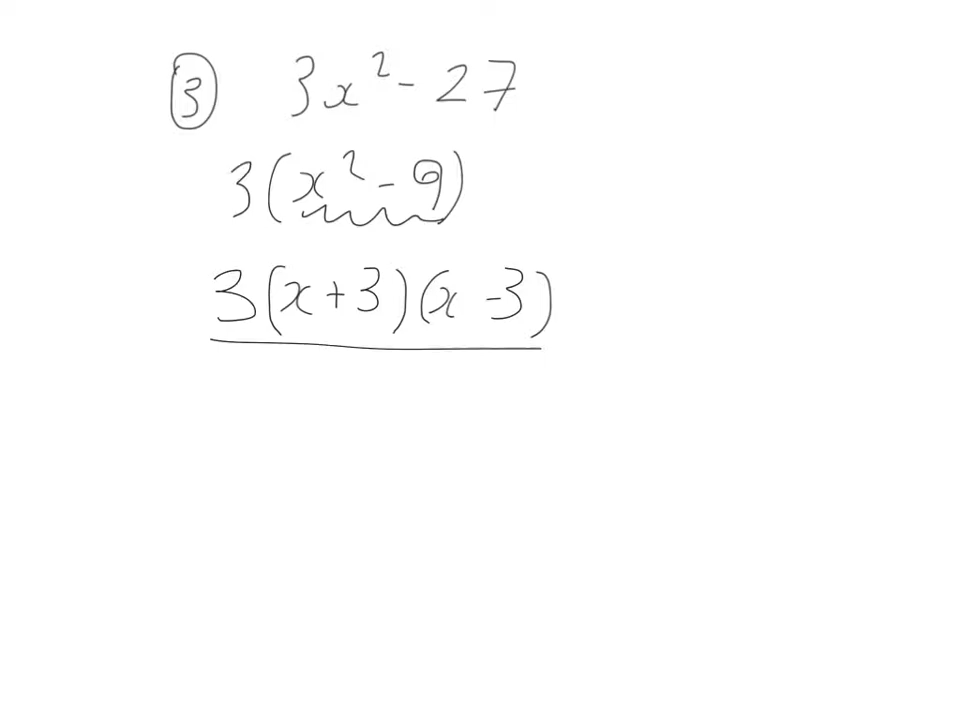 ③ 3x² - 27
3(x² - 9)
3(x+3)(x-3)